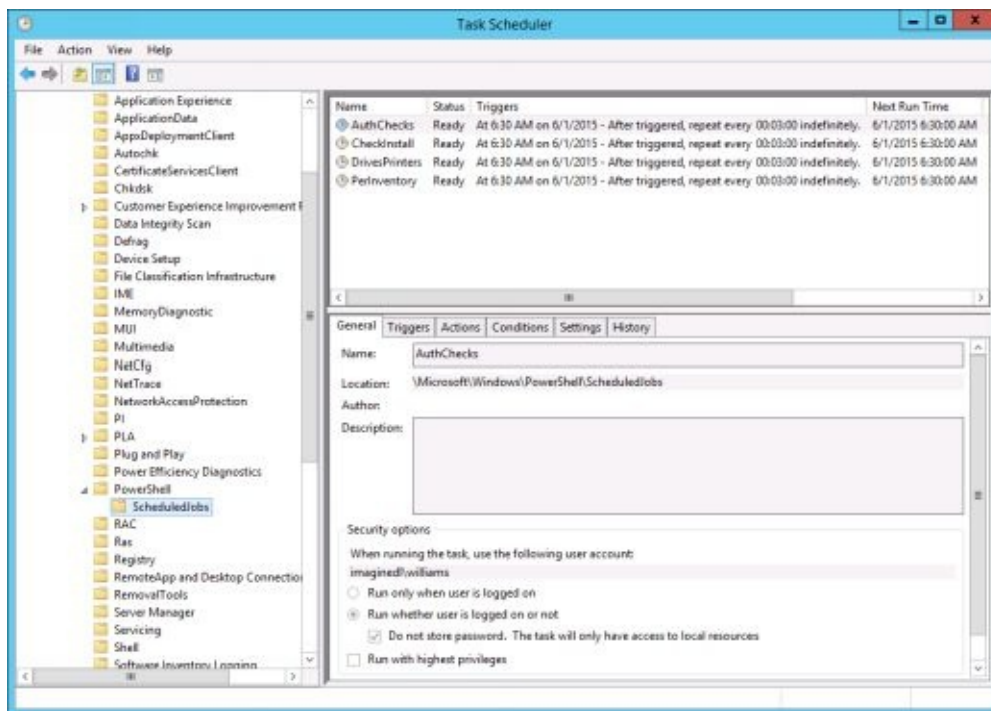 Task Scheduler
File Action View Help
Application Experience
ApplicationData
AppxDeploymentClient
Autochk
CertificateServicesClient
Chkdsk
Customer Experience Improvement P
Data Integrity Scan
Defrag
Device Setup
File Classification Infrastructure
IME
MemoryDiagnostic
MUI
Multimedia
NetCfg
NetTrace
NetworkAccessProtection
PI
PLA
Plug and Play
Power Efficiency Diagnostics
PowerShell
ScheduledJobs
RAC
Ras
Registry
RemoteApp and Desktop Connection
RemovalTools
Server Manager
Servicing
Shell
Software Inventory Logging
Name Status Triggers Next Run Time
AuthChecks Ready At 6:30 AM on 6/1/2015 - After triggered, repeat every 00:03:00 indefinitely. 6/1/2015 6:30:00 AM
CheckInstall Ready At 6:30 AM on 6/1/2015 - After triggered, repeat every 00:03:00 indefinitely. 6/1/2015 6:30:00 AM
DrivesPrinters Ready At 6:30 AM on 6/1/2015 - After triggered, repeat every 00:03:00 indefinitely. 6/1/2015 6:30:00 AM
PerInventory Ready At 6:30 AM on 6/1/2015 - After triggered, repeat every 00:03:00 indefinitely. 6/1/2015 6:30:00 AM
General Triggers Actions Conditions Settings History
Name: AuthChecks
Location: \Microsoft\Windows\PowerShell\ScheduledJobs
Author:
Description:
Security options
When running the task, use the following user account:
Run only when user is logged on
Run whether user is logged on or not
Do not store password. The task will only have access to local resources
Run with highest privileges